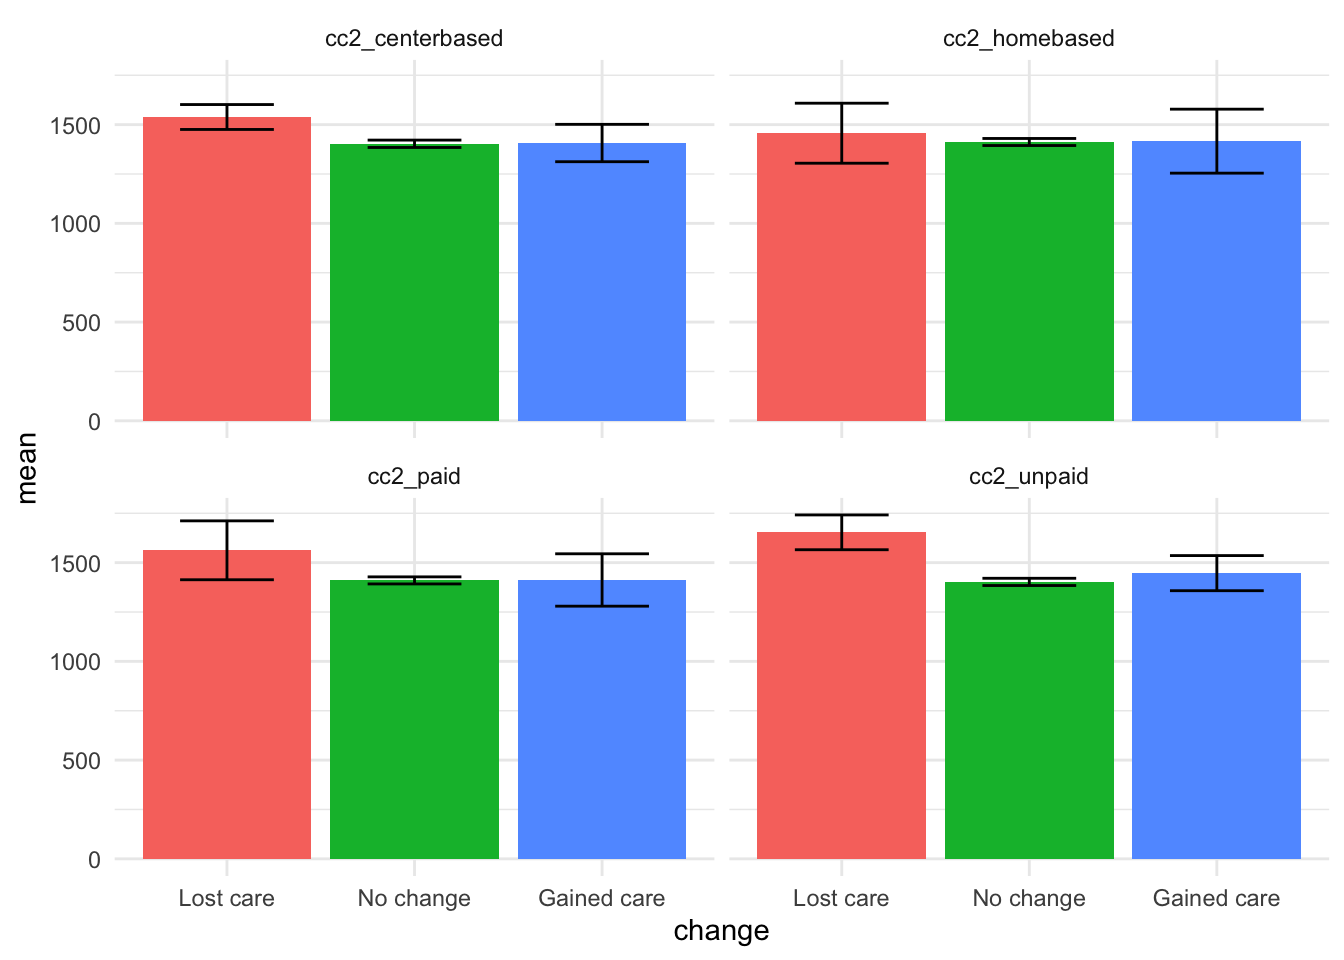 cc2_centerbased
cc2_homebased
1500
1000
500
0
cc2_paid
cc2_unpaid
1500
1000
500
0
mean
Lost care No change Gained care
Lost care No change Gained care
change